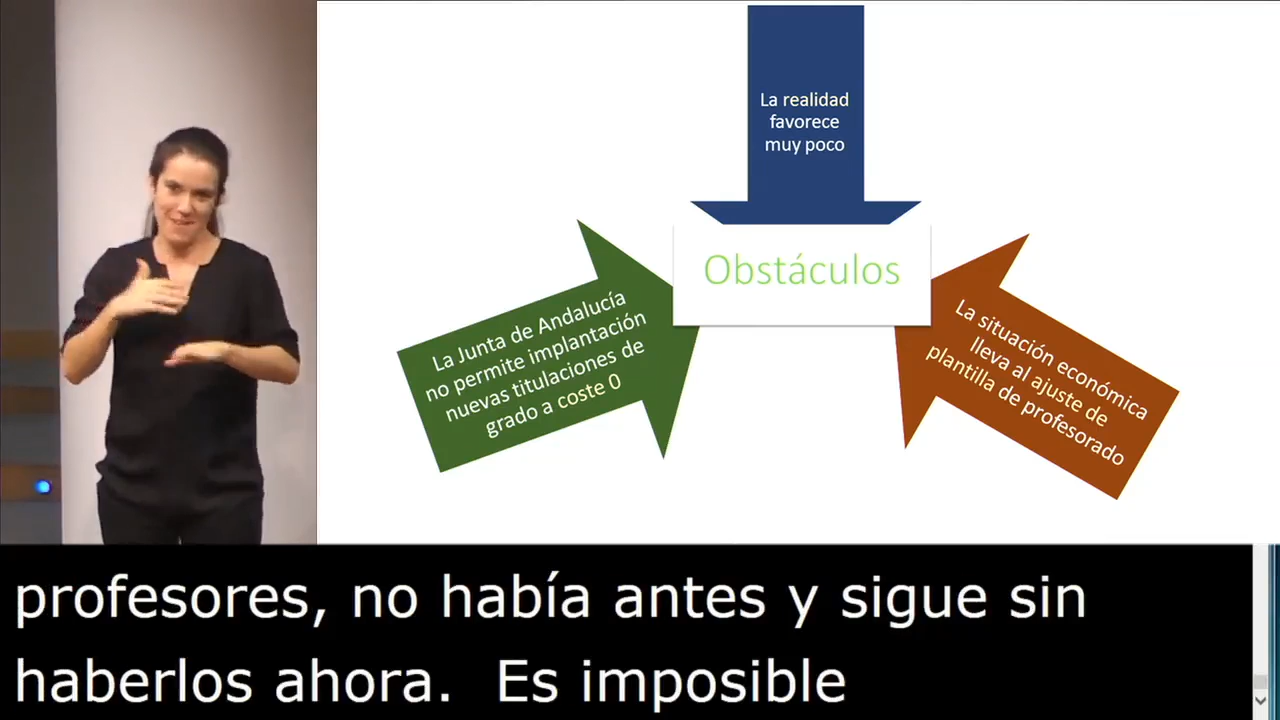 La realidad
favorece
muy poco
Obstáculos
La Junta de Andalucía
no permite implantación
nuevas titulaciones de
grado a coste 0
La situación económica
lleva al ajuste de
plantilla de profesorado
profesores, no había antes y sigue sin
haberlos ahora.  Es imposible